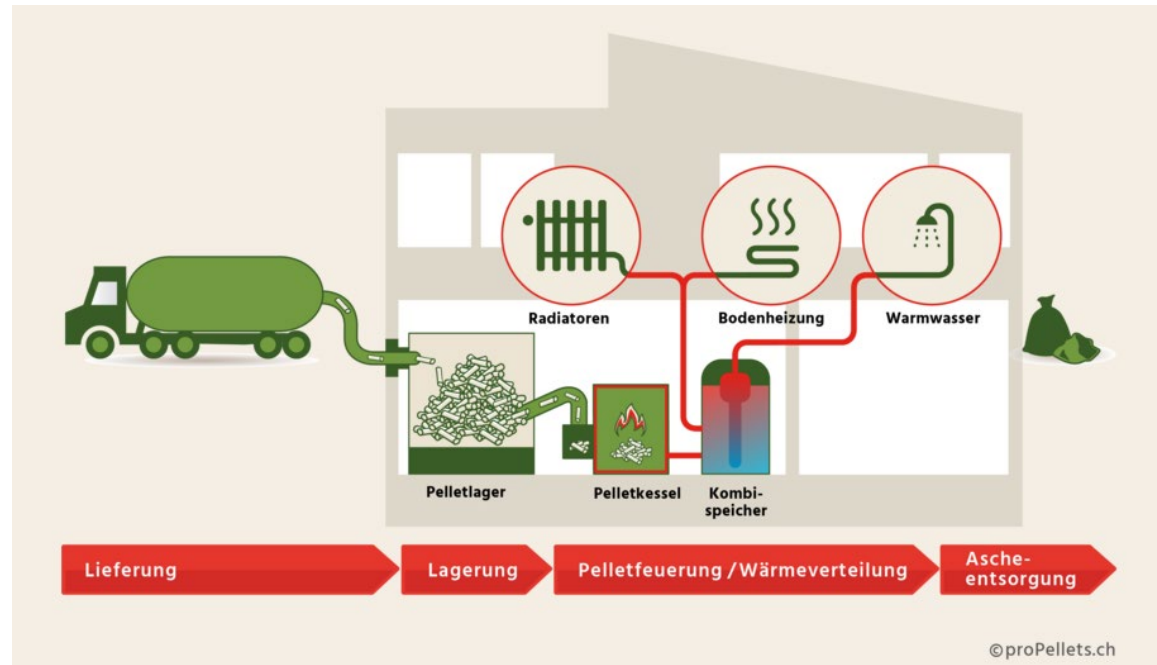 Radiatoren
Bodenheizung
Warmwasser
Pelletlager
Pelletkessel
Kombi-
speicher
Lieferung
Lagerung
Pelletfeuerung / Wärmeverteilung
Asche-
entsorgung
©proPellets.ch